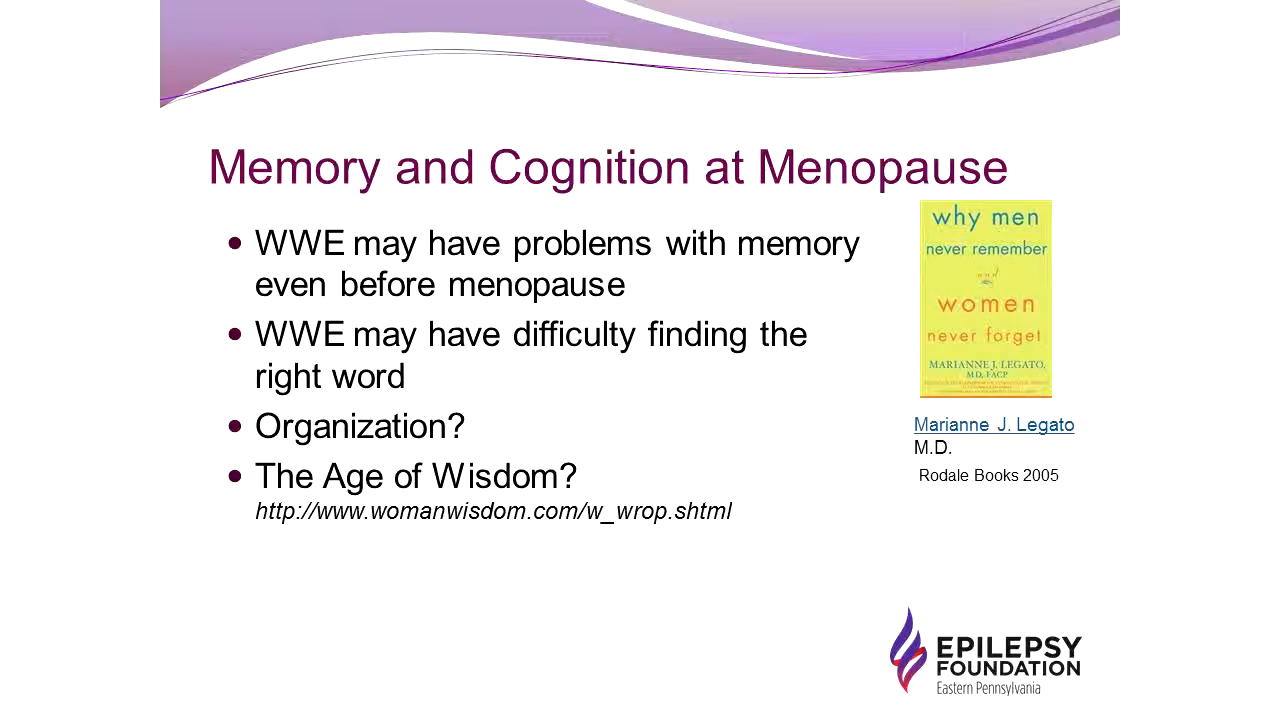 Memory and Cognition at Menopause
WWE may have problems with memory
even before menopause
WWE may have difficulty finding the
right word
Organization?
The Age of Wisdom?
http://www.womanwisdom.com/w_wrop.shtml
why men
never remember
and
women
never forget
MARIANNE J. LEGATO,
MD, FACP
Marianne J. Legato
M.D.
Rodale Books 2005
EPILEPSY
FOUNDATION
Eastern Pennsylvania